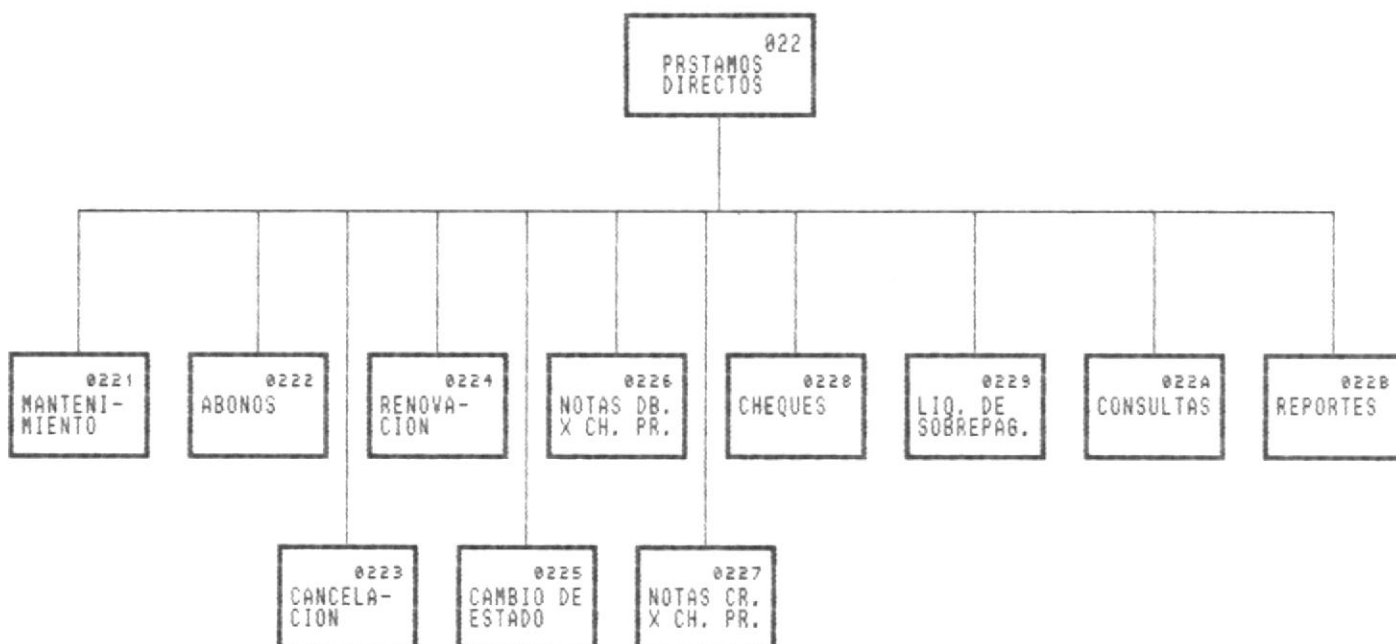 022
PRSTAMOS
DIRECTOS
0221
MANTENI-
MIENTO
0222
ABONOS
0224
RENOVA-
CION
0226
NOTAS DB.
X CH. PR.
0228
CHEQUES
0229
LIQ. DE
SOBREPAG.
022A
CONSULTAS
022B
REPORTES
0223
CANCELA-
CION
0225
CAMBIO DE
ESTADO
0227
NOTAS CR.
X CH. PR.